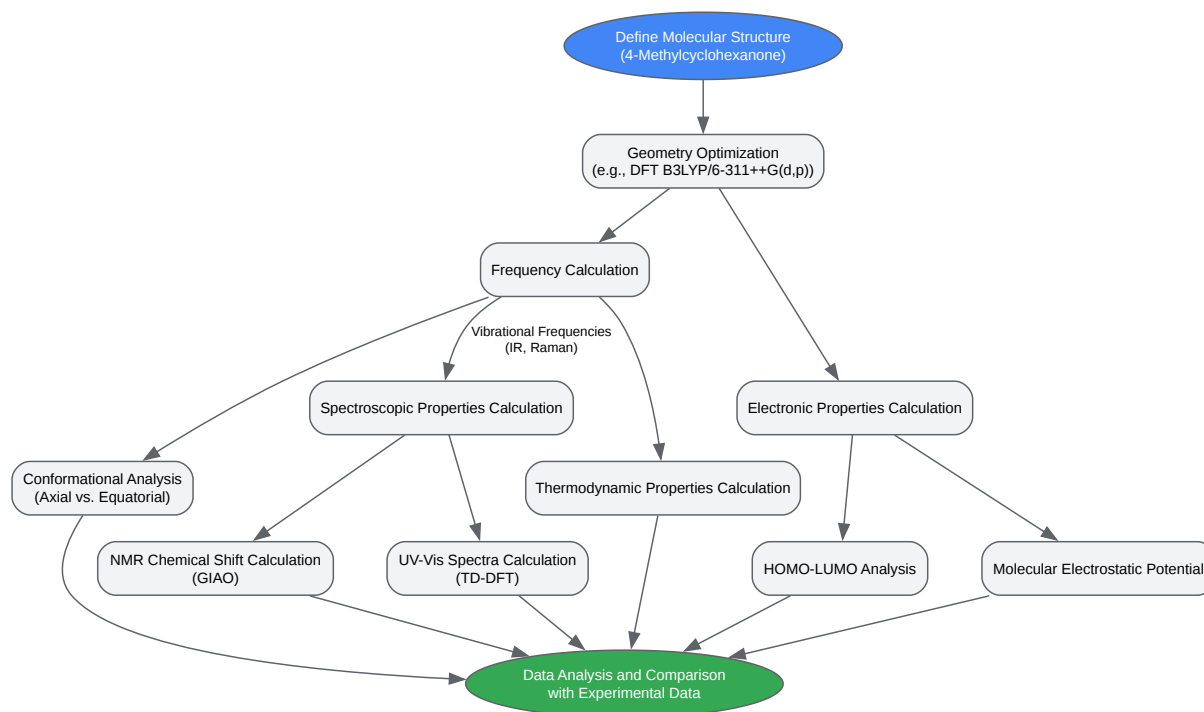 Define Molecular Structure
(4-Methylcyclohexanone)
Geometry Optimization
(e.g., DFT B3LYP/6-311++G(d,p))
Frequency Calculation
Vibrational Frequencies
(IR, Raman)
Spectroscopic Properties Calculation
Electronic Properties Calculation
Conformational Analysis
(Axial vs. Equatorial)
Thermodynamic Properties Calculation
NMR Chemical Shift Calculation
(GIAO)
UV-Vis Spectra Calculation
(TD-DFT)
HOMO-LUMO Analysis
Molecular Electrostatic Potential
Data Analysis and Comparison
with Experimental Data